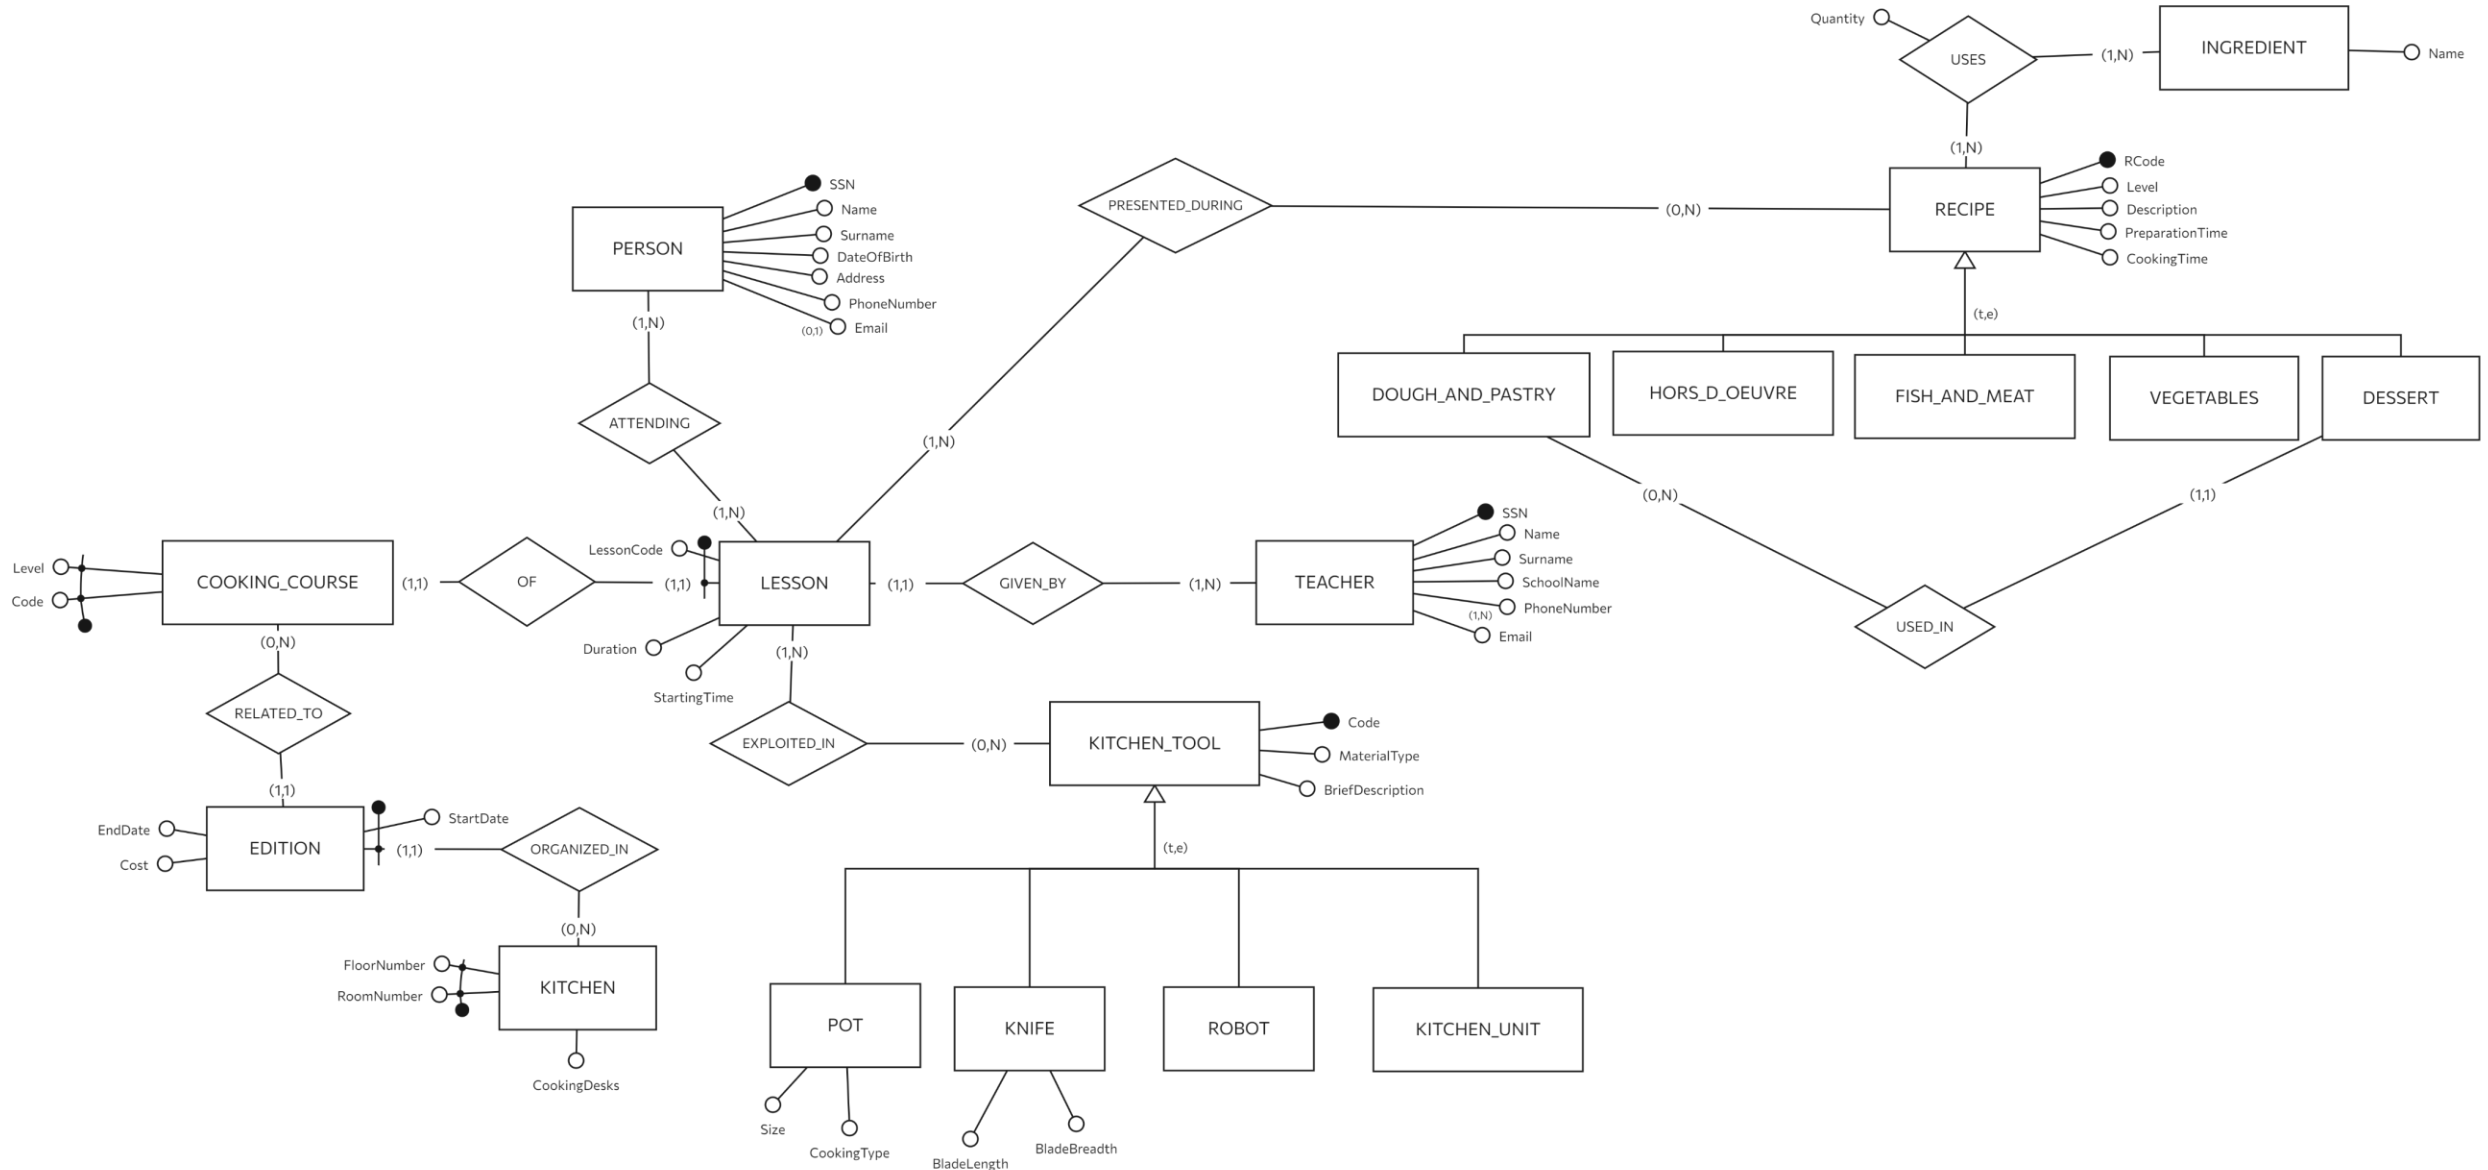 Quantity
USES
(1,N)
INGREDIENT
Name
(1,N)
RECIPE
RCode
Level
Description
PreparationTime
CookingTime
(t,e)
DOUGH_AND_PASTRY
HORS_D_OEUVRE
FISH_AND_MEAT
VEGETABLES
DESSERT
(0,N)
(1,1)
USED_IN
PRESENTED_DURING
(0,N)
(1,N)
PERSON
SSN
Name
Surname
DateOfBirth
Address
PhoneNumber
(0,1)
Email
(1,N)
ATTENDING
(1,N)
Level
Code
COOKING_COURSE
(1,1)
OF
(1,1)
LessonCode
LESSON
Duration
StartingTime
(1,1)
GIVEN_BY
(1,N)
TEACHER
SSN
Name
Surname
SchoolName
PhoneNumber
(1,N)
Email
(0,N)
RELATED_TO
(1,1)
EndDate
Cost
EDITION
StartDate
(1,1)
ORGANIZED_IN
(0,N)
FloorNumber
RoomNumber
KITCHEN
CookingDesks
(1,N)
EXPLOITED_IN
(0,N)
KITCHEN_TOOL
Code
MaterialType
BriefDescription
(t,e)
POT
KNIFE
ROBOT
KITCHEN_UNIT
Size
CookingType
BladeLength
BladeBreadth